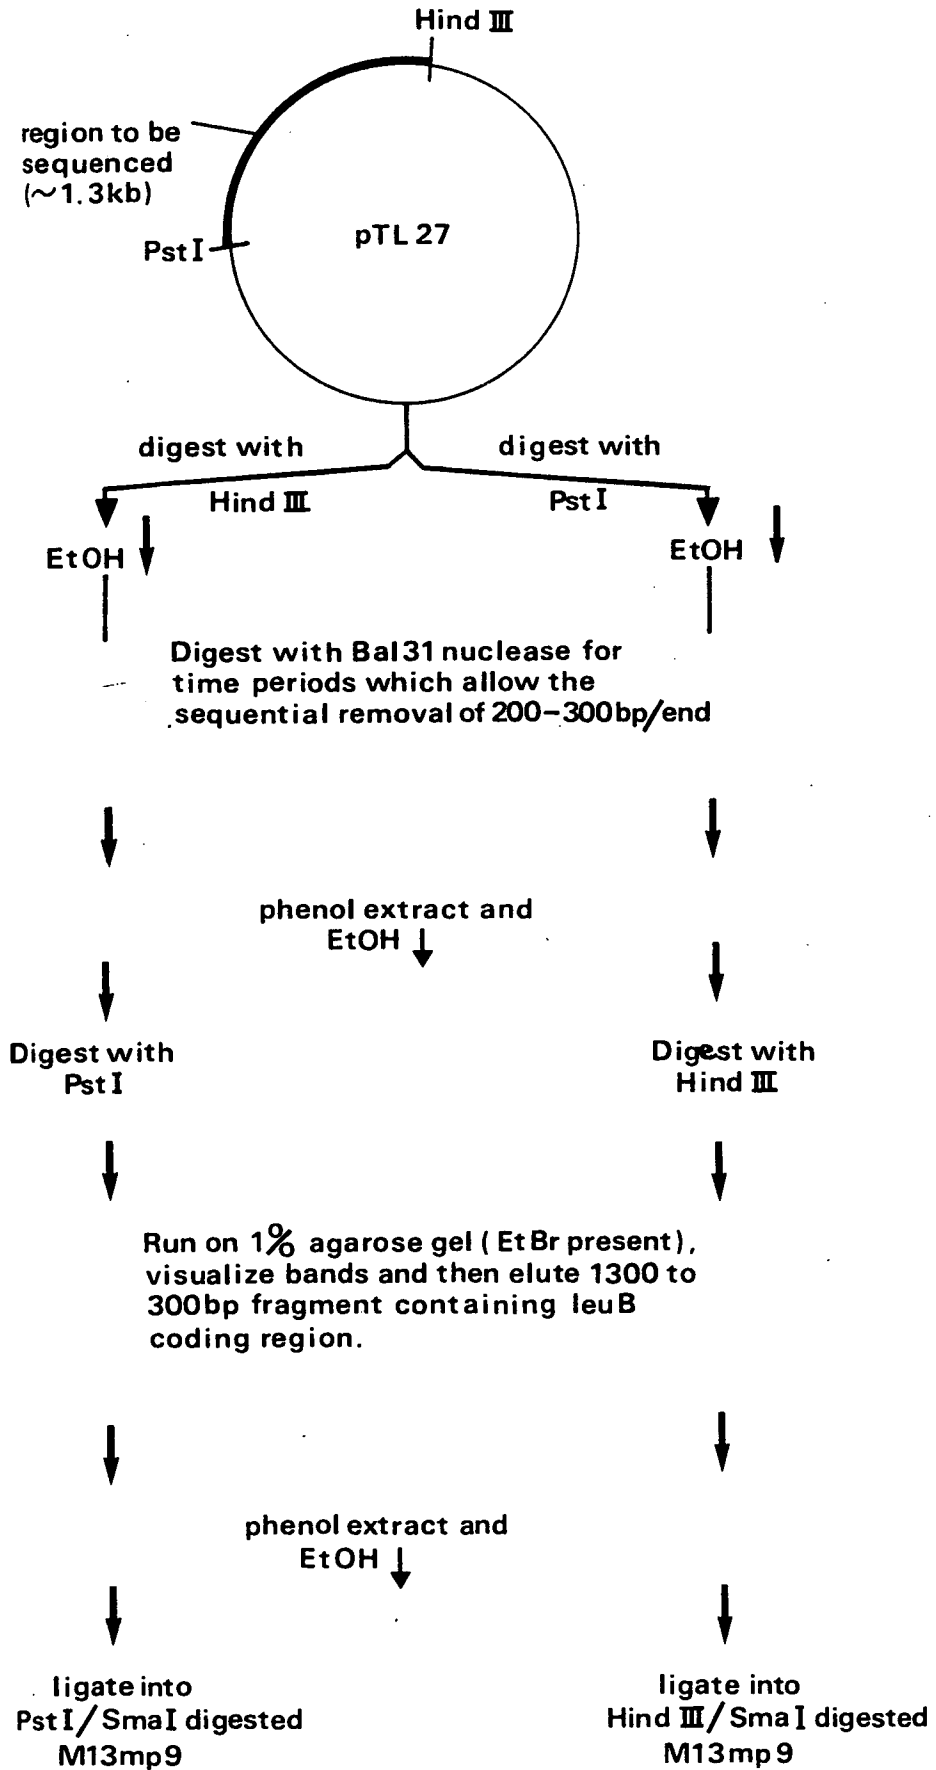 Hind III
region to be
sequenced
(~1.3kb)
pTL 27
Pst I
digest with
Hind III
digest with
Pst I
EtOH ↓
EtOH ↓
Digest with Bal31 nuclease for
time periods which allow the
sequential removal of 200-300bp/end
phenol extract and
EtOH ↓
Digest with
Pst I
Digest with
Hind III
Run on 1% agarose gel ( EtBr present),
visualize bands and then elute 1300 to
300bp fragment containing leuB
coding region.
phenol extract and
EtOH ↓
ligate into
Pst I/SmaI digested
M13mp9
ligate into
Hind III/SmaI digested
M13mp9